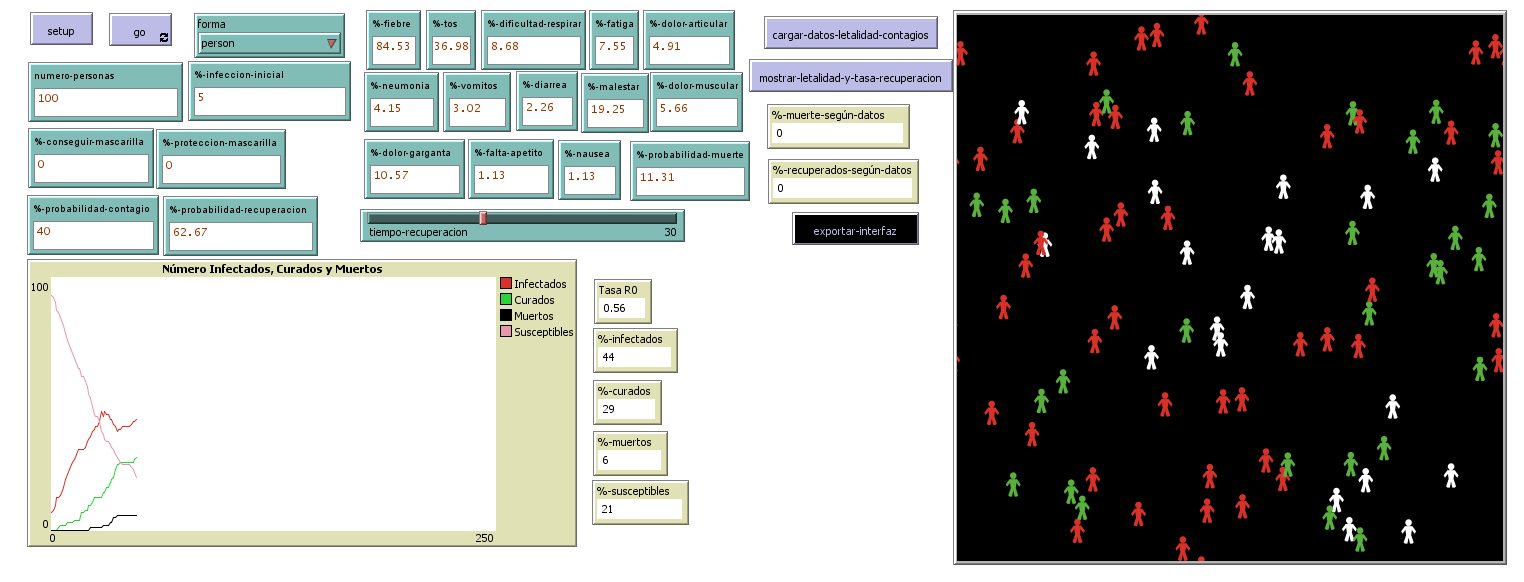 setup
go
forma
person
numero-personas
100
%-infeccion-inicial
5
%-conseguir-mascarilla
0
%-proteccion-mascarilla
0
%-probabilidad-contagio
40
%-probabilidad-recuperacion
62.67
%-fiebre
84.53
%-tos
36.98
%-dificultad-respirar
8.68
%-fatiga
7.55
%-dolor-articular
4.91
%-neumonia
4.15
%-vomitos
3.02
%-diarrea
2.26
%-malestar
19.25
%-dolor-muscular
5.66
%-dolor-garganta
10.57
%-falta-apetito
1.13
%-nausea
1.13
%-probabilidad-muerte
11.31
tiempo-recuperacion
30
cargar-datos-letalidad-contagios
mostrar-letalidad-y-tasa-recuperacion
%-muerte-según-datos
0
%-recuperados-según-datos
0
exportar-interfaz
Número Infectados, Curados y Muertos
100
0
0
250
Infectados
Curados
Muertos
Susceptibles
Tasa R0
0.56
%-infectados
44
%-curados
29
%-muertos
6
%-susceptibles
21